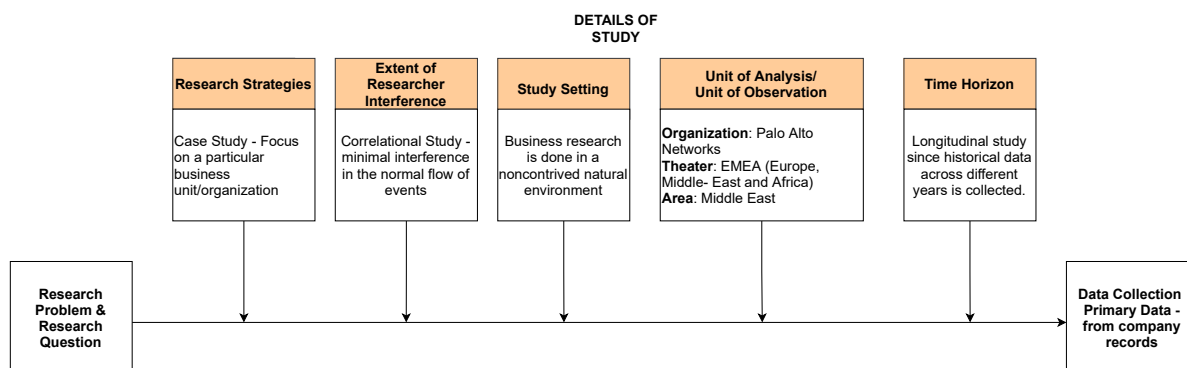 DETAILS OF
STUDY
Research Strategies
Case Study - Focus
on a particular
business
unit/organization
Extent of
Researcher
Interference
Correlational Study -
minimal interference
in the normal flow of
events
Study Setting
Business research
is done in a
noncontrived natural
environment
Unit of Analysis/
Unit of Observation
Organization: Palo Alto
Networks
Theater: EMEA (Europe,
Middle- East and Africa)
Area: Middle East
Time Horizon
Longitudinal study
since historical data
across different
years is collected.
Research
Problem &
Research
Question
Data Collection
Primary Data -
from company
records